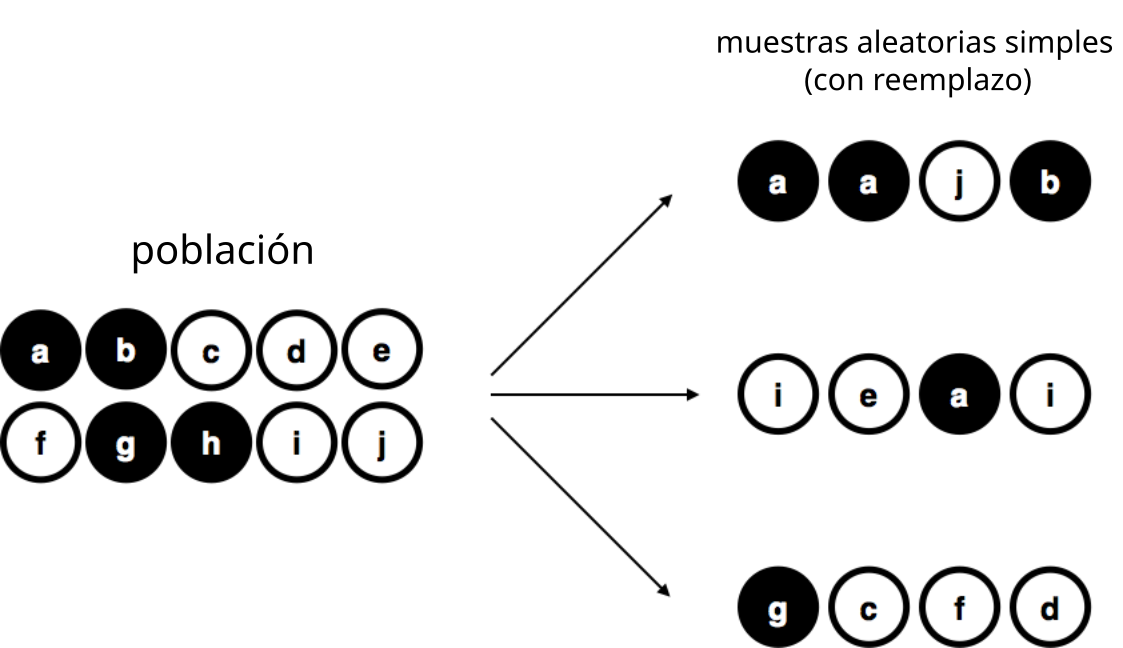 muestras aleatorias simples
(con reemplazo)
a a j b
población
a b c d e
f g h i j
i e a i
g c f d